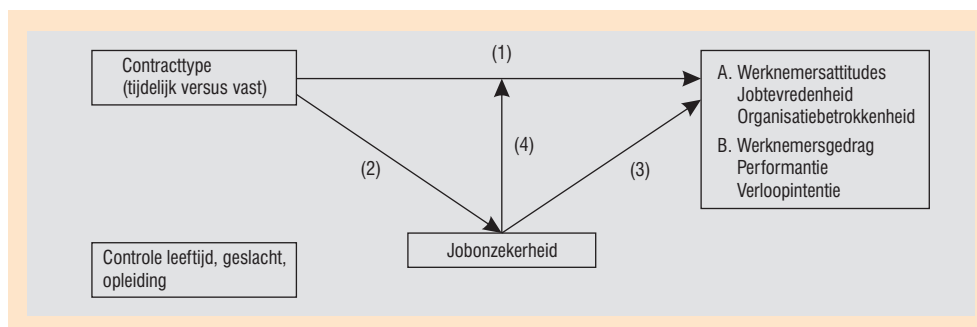 Contracttype
(tijdelijk versus vast)
(1)
A. Werknemersattitudes
Jobtevredenheid
Organisatiebetrokkenheid
B. Werknemersgedrag
Performantie
Verloopintentie
(2)
(4)
(3)
Jobonzekerheid
Controle leeftijd, geslacht,
opleiding